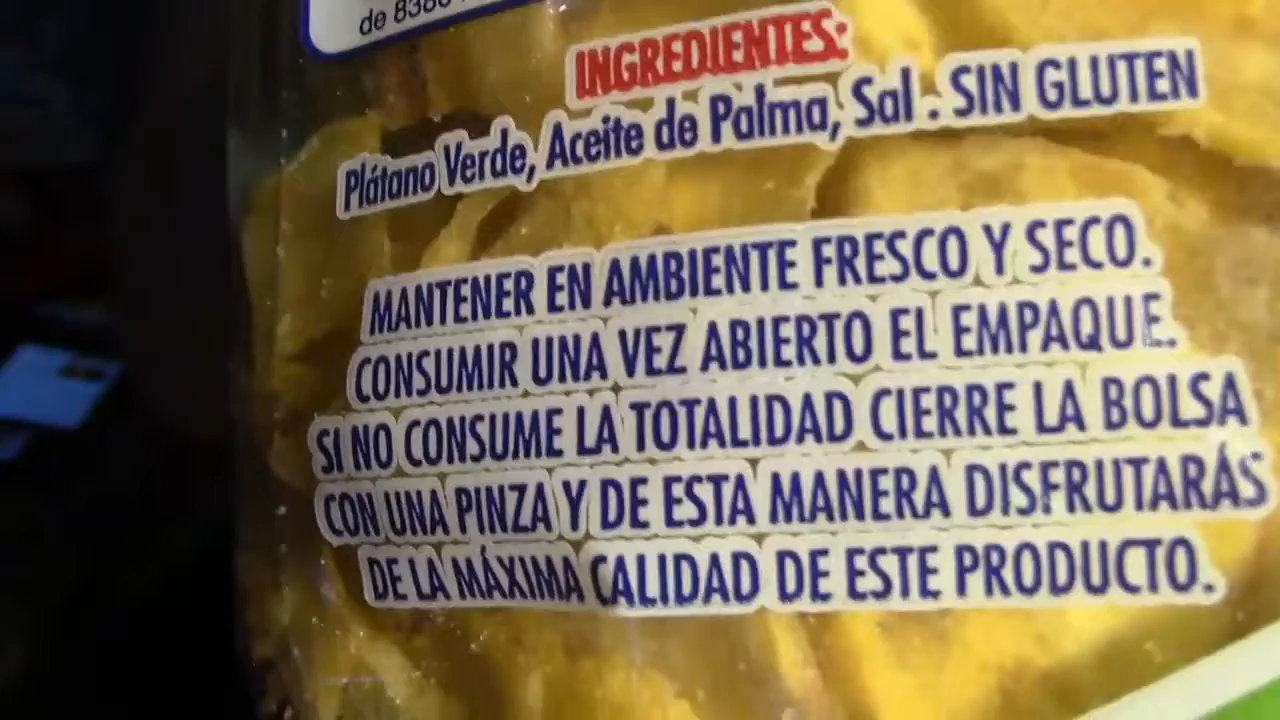 INGREDIENTES:
Plátano Verde, Aceite de Palma, Sal . SIN GLUTEN
MANTENER EN AMBIENTE FRESCO Y SECO.
CONSUMIR UNA VEZ ABIERTO EL EMPAQUE.
SI NO CONSUME LA TOTALIDAD CIERRE LA BOLSA
CON UNA PINZA Y DE ESTA MANERA DISFRUTARÁS
DE LA MÁXIMA CALIDAD DE ESTE PRODUCTO.